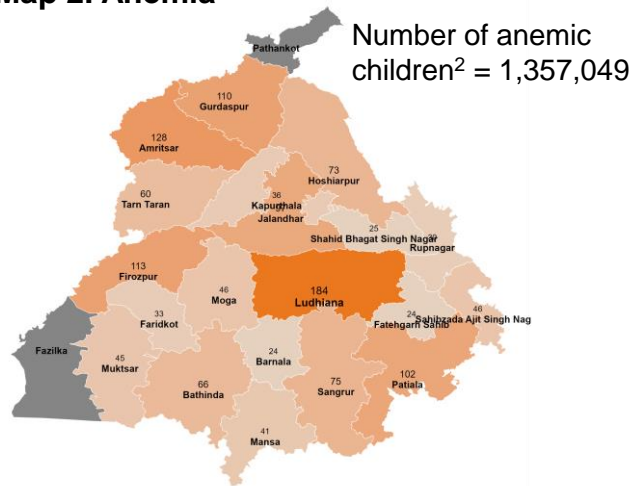 Map 2: Anemia
Number of anemic
children² = 1,357,049
Pathankot
110
Gurdaspur
128
Amritsar
73
Hoshiarpur
60
Tarn Taran
36
Kapurthala
Jalandhar
25
Shahid Bhagat Singh Nagar
Rupnagar
113
Firozpur
46
Moga
184
Ludhiana
33
Faridkot
24
Fatehgarh Sahib
46
Sahibzada Ajit Singh Nag
Fazilka
45
Muktsar
24
Barnala
66
Bathinda
75
Sangrur
102
Patiala
41
Mansa